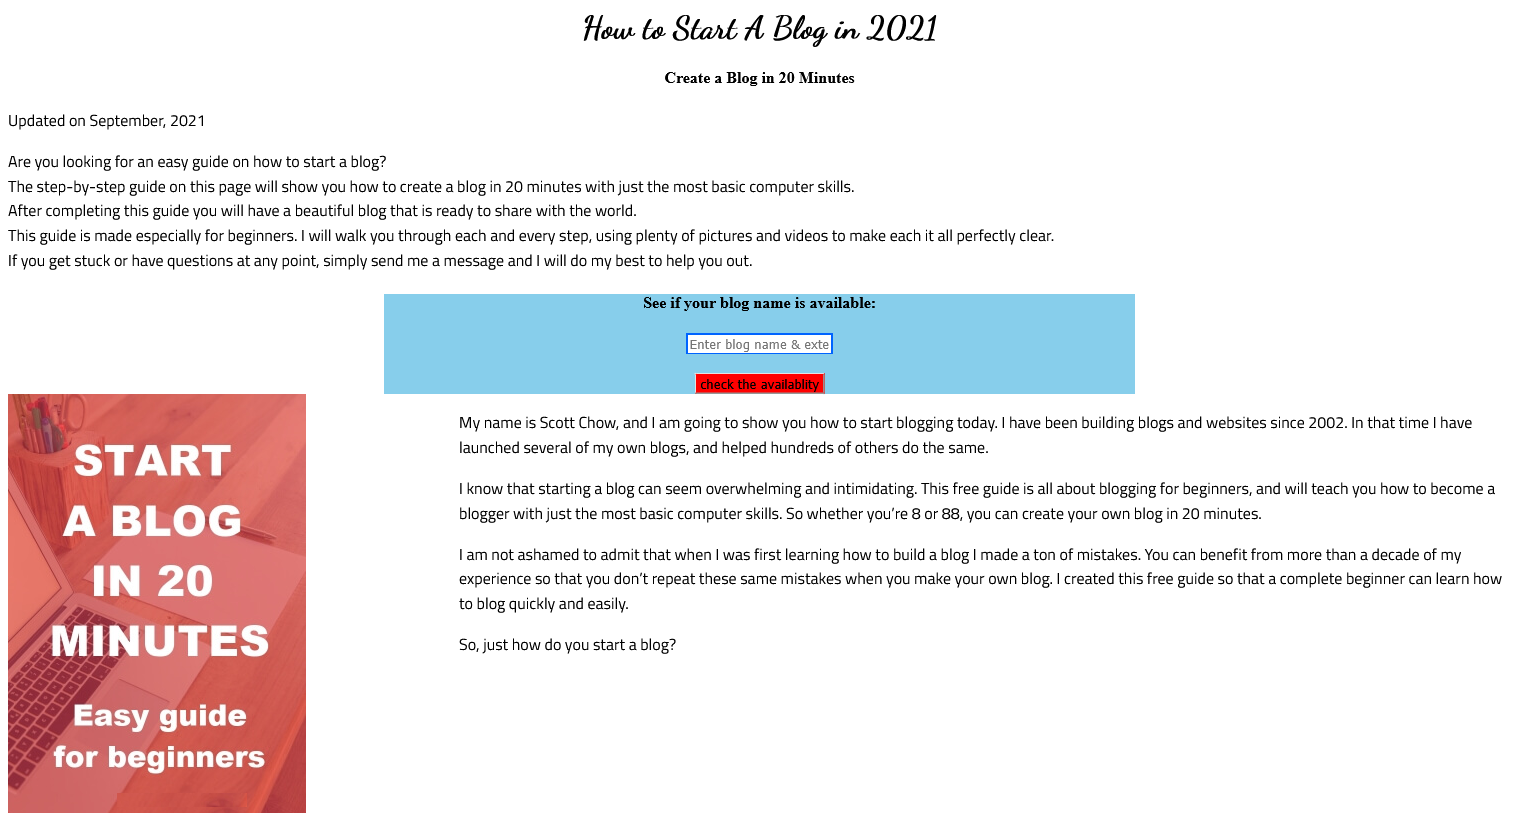 How to Start A Blog in 2021
Create a Blog in 20 Minutes
Updated on September, 2021
Are you looking for an easy guide on how to start a blog?
The step-by-step guide on this page will show you how to create a blog in 20 minutes with just the most basic computer skills.
After completing this guide you will have a beautiful blog that is ready to share with the world.
This guide is made especially for beginners. I will walk you through each and every step, using plenty of pictures and videos to make each it all perfectly clear.
If you get stuck or have questions at any point, simply send me a message and I will do my best to help you out.
See if your blog name is available:
Enter blog name & exte
check the availablity
START
A BLOG
IN 20
MINUTES
Easy guide
for beginners
My name is Scott Chow, and I am going to show you how to start blogging today. I have been building blogs and websites since 2002. In that time I have
launched several of my own blogs, and helped hundreds of others do the same.
I know that starting a blog can seem overwhelming and intimidating. This free guide is all about blogging for beginners, and will teach you how to become a
blogger with just the most basic computer skills. So whether you’re 8 or 88, you can create your own blog in 20 minutes.
I am not ashamed to admit that when I was first learning how to build a blog I made a ton of mistakes. You can benefit from more than a decade of my
experience so that you don’t repeat these same mistakes when you make your own blog. I created this free guide so that a complete beginner can learn how
to blog quickly and easily.
So, just how do you start a blog?